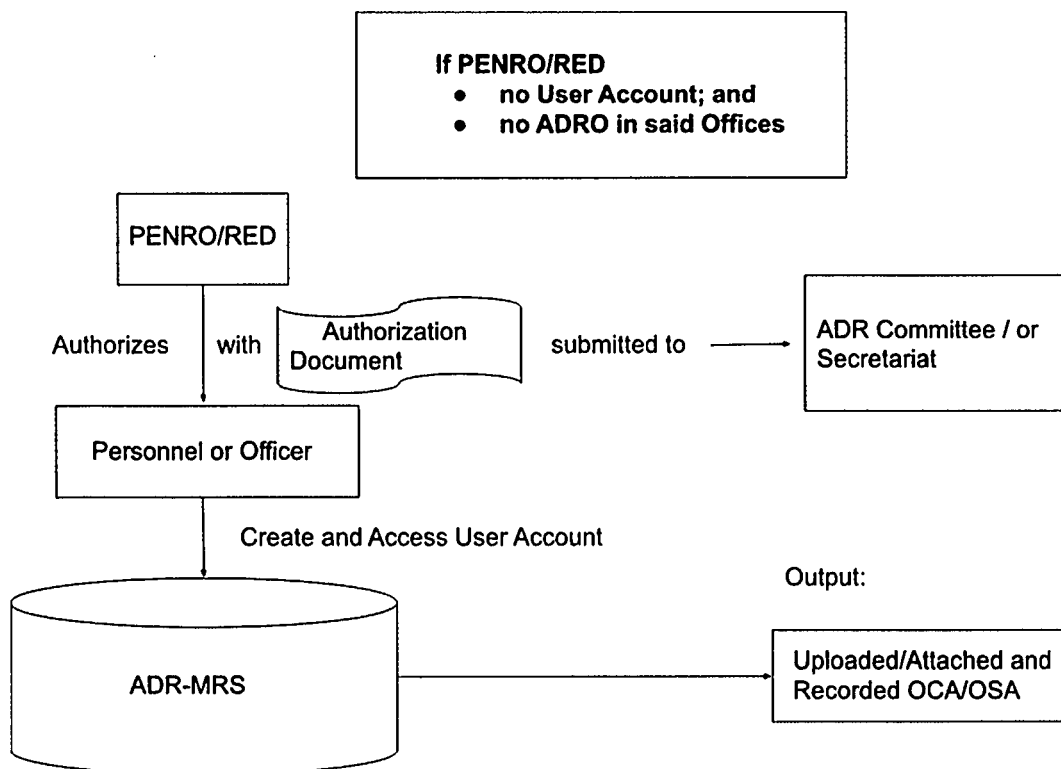 If PENRO/RED
● no User Account; and
● no ADRO in said Offices
PENRO/RED
Authorizes with Authorization Document submitted to
ADR Committee / or
Secretariat
Personnel or Officer
Create and Access User Account
Output:
ADR-MRS
Uploaded/Attached and
Recorded OCA/OSA